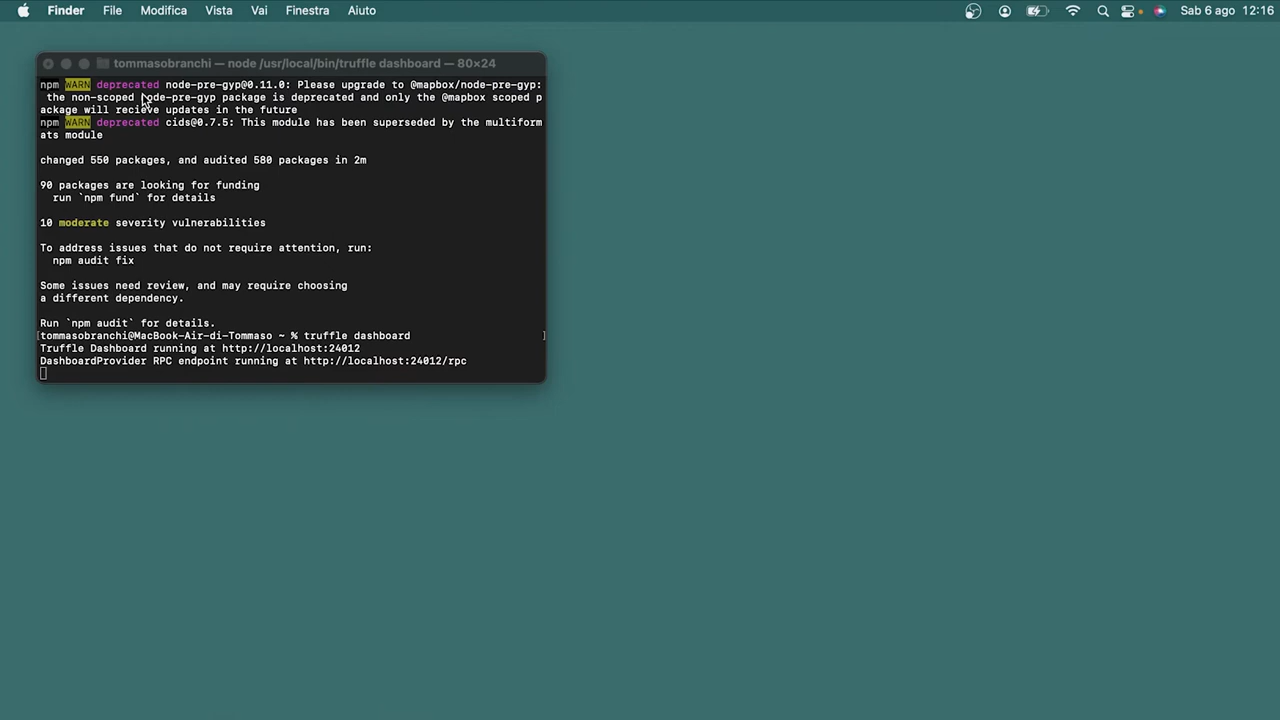 Finder File Modifica Vista Vai Finestra Aiuto Sab 6 ago 12:16
tommasobranchi — node /usr/local/bin/truffle dashboard — 80×24
npm WARN deprecated node-pre-gyp@0.11.0: Please upgrade to @mapbox/node-pre-gyp:
the non-scoped node-pre-gyp package is deprecated and only the @mapbox scoped p
ackage will recieve updates in the future
npm WARN deprecated cids@0.7.5: This module has been superseded by the multiform
ats module
changed 550 packages, and audited 580 packages in 2m
90 packages are looking for funding
run `npm fund` for details
10 moderate severity vulnerabilities
To address issues that do not require attention, run:
npm audit fix
Some issues need review, and may require choosing
a different dependency.
Run `npm audit` for details.
[tommasobranchi@MacBook-Air-di-Tommaso ~ % truffle dashboard ]
Truffle Dashboard running at http://localhost:24012
DashboardProvider RPC endpoint running at http://localhost:24012/rpc